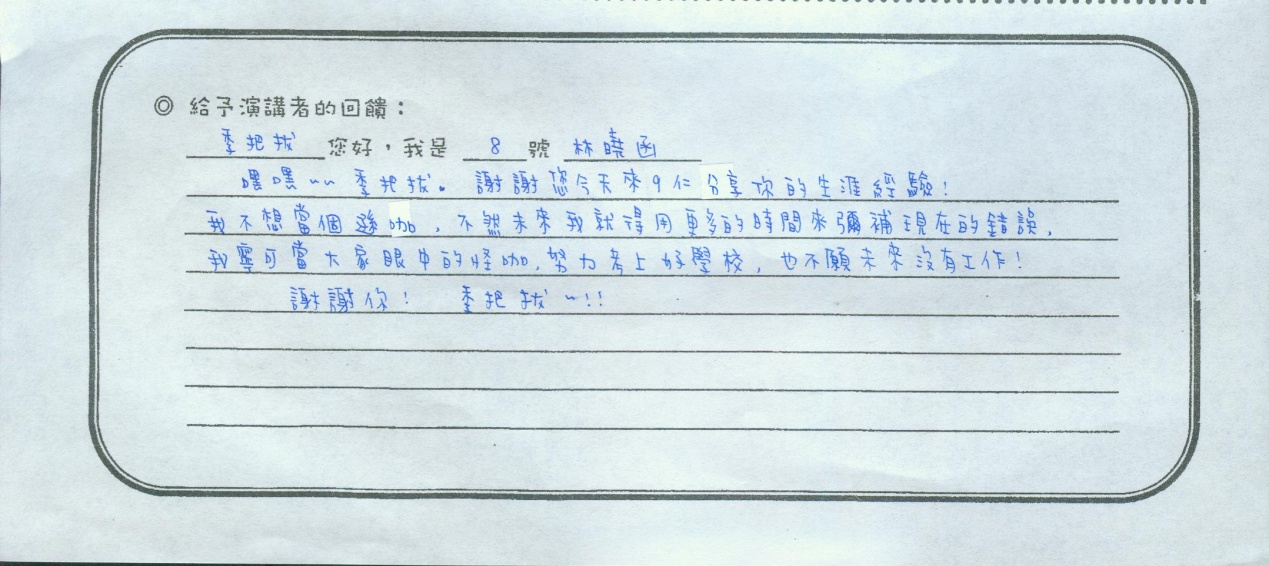 ◎ 給予演講者的回饋：
季把拔 您好，我是 8 號 林曉函
嘿嘿~~ 季把拔。 謝謝您今天來9仁分享你的生涯經驗！
我不想當個遜咖，不然未來我就得用更多的時間來彌補現在的錯誤，
我寧可當大家眼中的怪咖，努力考上好學校，也不願未來沒有工作！
謝謝你！ 季把拔~!!